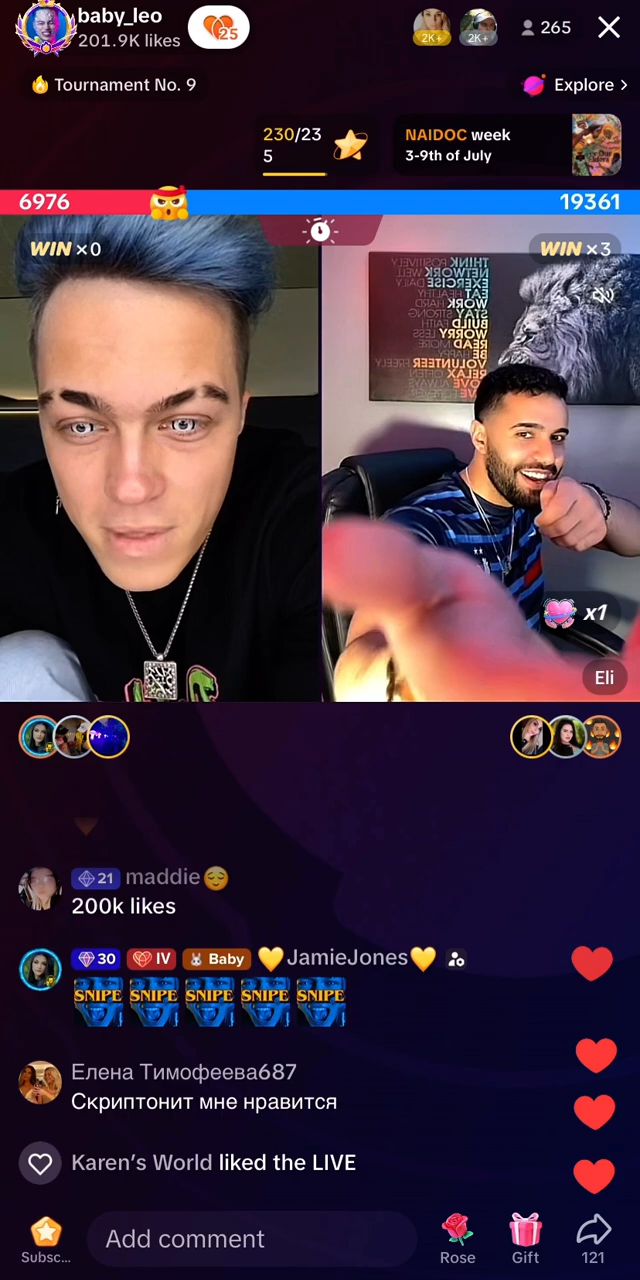 baby_leo
201.9K likes
25
2K+
2K+
265
Tournament No. 9
Explore >
230/23
5
NAIDOC week
3-9th of July
6976
19361
WIN ×0
WIN ×3
THINK POSITIVELY
NETWORK WELL
EXERCISE DAILY
EAT HEALTHY
WORK HARD
STAY STRONG
BUILD FAITH
WORRY LESS
READ MORE
BE HAPPY
VOLUNTEER FREELY
RELAX OFTEN
LOVE ALWAYS
x1
Eli
21 maddie😌
200k likes
30 IV Baby 💛JamieJones💛
SNIPE SNIPE SNIPE SNIPE SNIPE
Елена Тимофеева687
Скриптонит мне нравится
Karen’s World liked the LIVE
Subsc...
Add comment
Rose
Gift
121